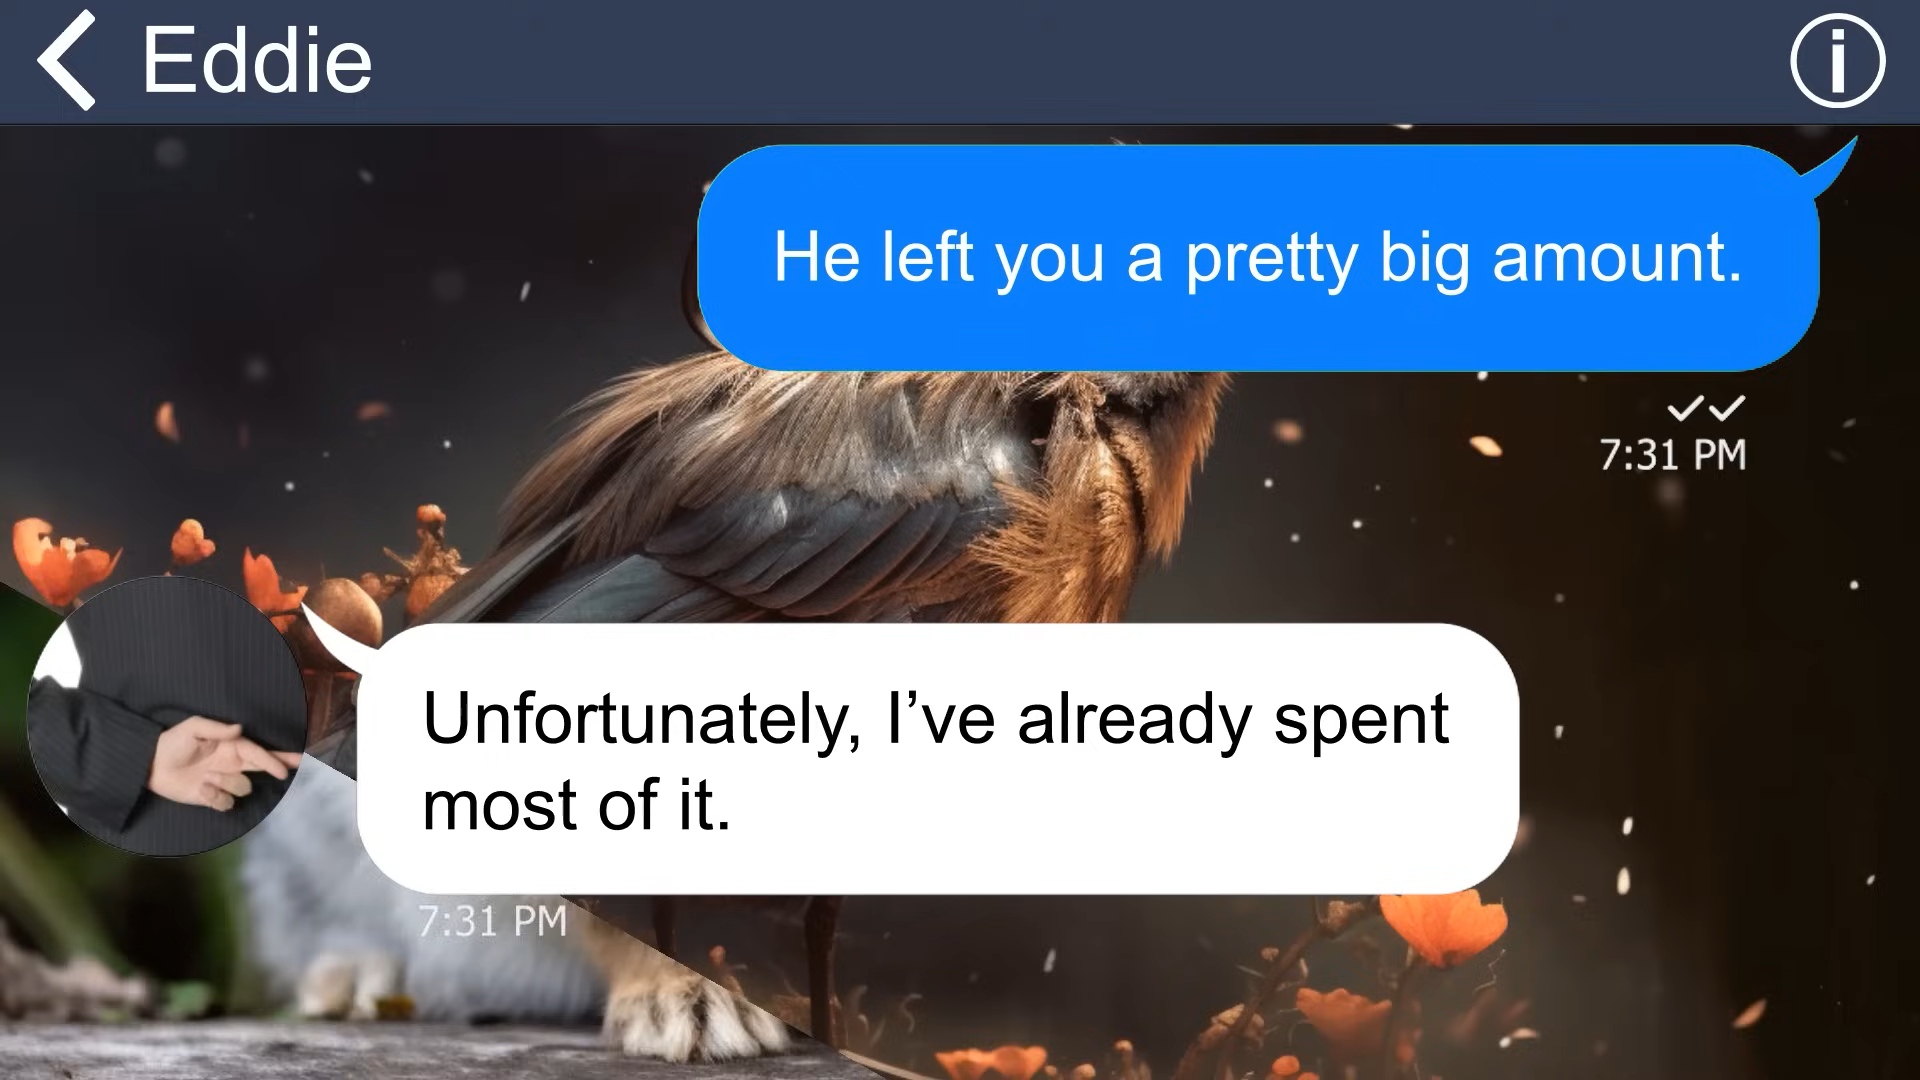 Eddie
He left you a pretty big amount.
7:31 PM
Unfortunately, I’ve already spent
most of it.
7:31 PM